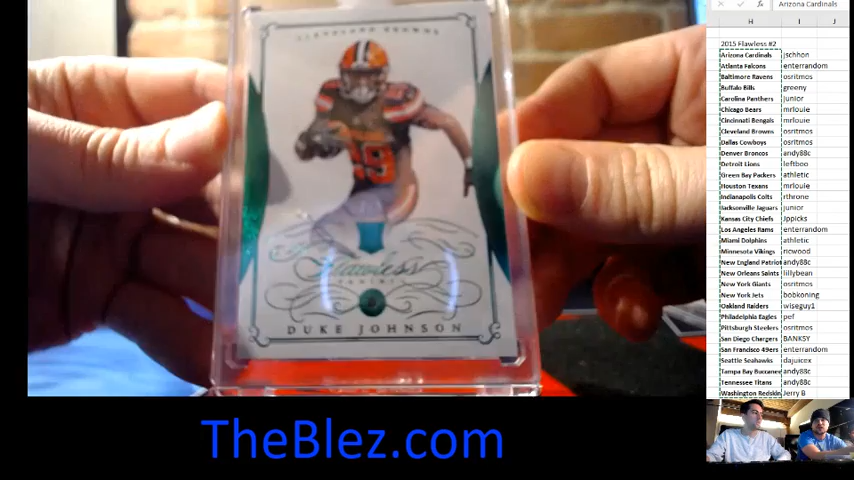 CLEVELAND BROWNS
29
Flawless
PANINI
DUKE JOHNSON
TheBlez.com
Arizona Cardinals
H I J
2015 Flawless #2
Arizona Cardinals jschhon
Atlanta Falcons enterrandom
Baltimore Ravens osritmos
Buffalo Bills greeny
Carolina Panthers junior
Chicago Bears mrlouie
Cincinnati Bengals mrlouie
Cleveland Browns osritmos
Dallas Cowboys osritmos
Denver Broncos andy88c
Detroit Lions leftboo
Green Bay Packers athletic
Houston Texans mrlouie
Indianapolis Colts rthrone
Jacksonville Jaguars junior
Kansas City Chiefs Jppicks
Los Angeles Rams enterrandom
Miami Dolphins athletic
Minnesota Vikings ricwood
New England Patriot andy88c
New Orleans Saints lillybean
New York Giants osritmos
New York Jets bobkoning
Oakland Raiders wiseguy1
Philadelphia Eagles pef
Pittsburgh Steelers osritmos
San Diego Chargers BANKSY
San Francisco 49ers enterrandom
Seattle Seahawks dajuicex
Tampa Bay Buccaneer andy88c
Tennessee Titans andy88c
Washington Redskin Jerry B